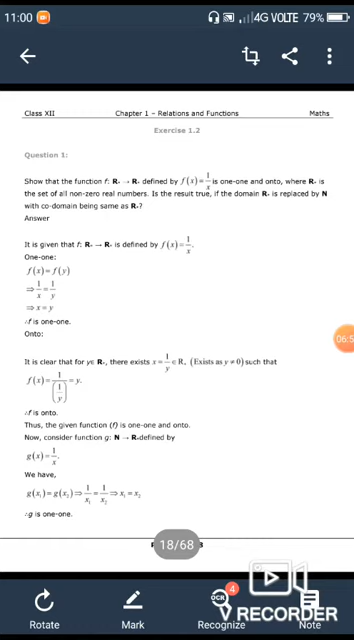 11:00 4G VOLTE 79%
Class XII Chapter 1 – Relations and Functions Maths
Exercise 1.2
Question 1:
Show that the function f: R* → R* defined by f(x) = 1/x is one-one and onto, where R* is
the set of all non-zero real numbers. Is the result true, if the domain R* is replaced by N
with co-domain being same as R*?
Answer
It is given that f: R* → R* is defined by f(x) = 1/x.
One-one:
f(x) = f(y)
⇒ 1/x = 1/y
⇒ x = y
∴f is one-one.
Onto:
It is clear that for y∈ R*, there exists x = 1/y ∈ R* (Exists as y ≠ 0) such that
f(x) = 1/(1/y) = y.
∴f is onto.
Thus, the given function (f) is one-one and onto.
Now, consider function g: N → R*defined by
g(x) = 1/x.
We have,
g(x₁) = g(x₂) ⇒ 1/x₁ = 1/x₂ ⇒ x₁ = x₂
∴g is one-one.
06:5
18/68
4
OCR
Rotate Mark Recognize Note
RECORDER